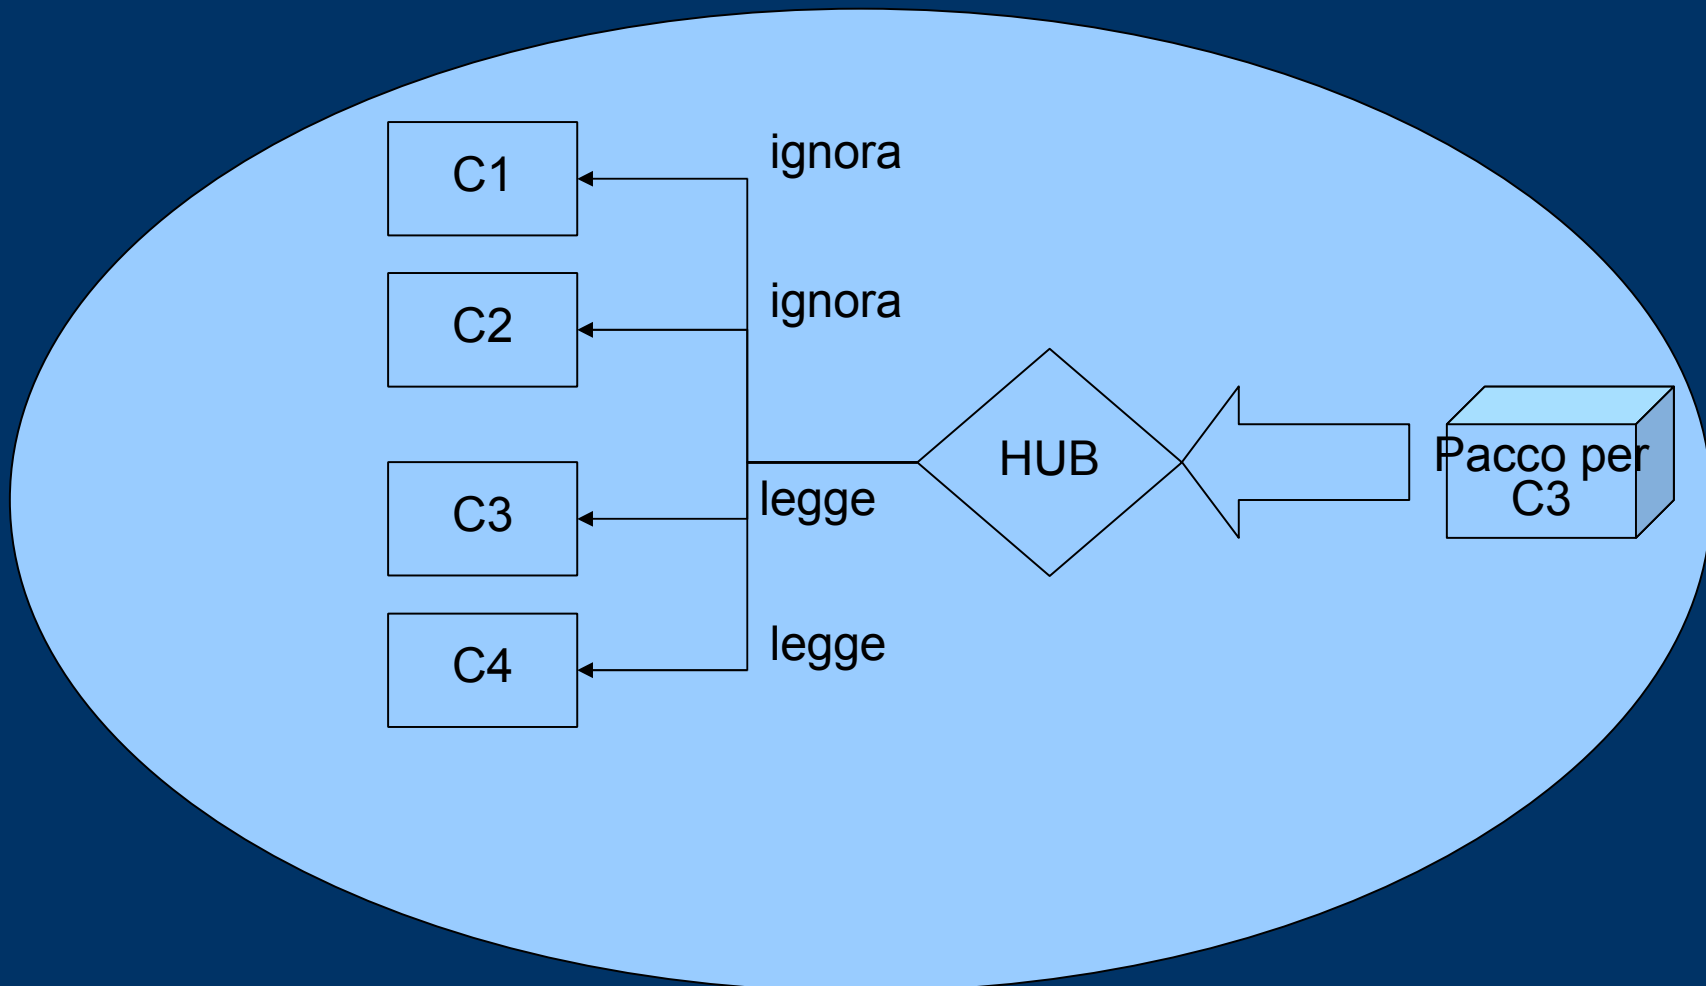 C1
ignora
C2
ignora
HUB
Pacco per
C3
C3
legge
C4
legge